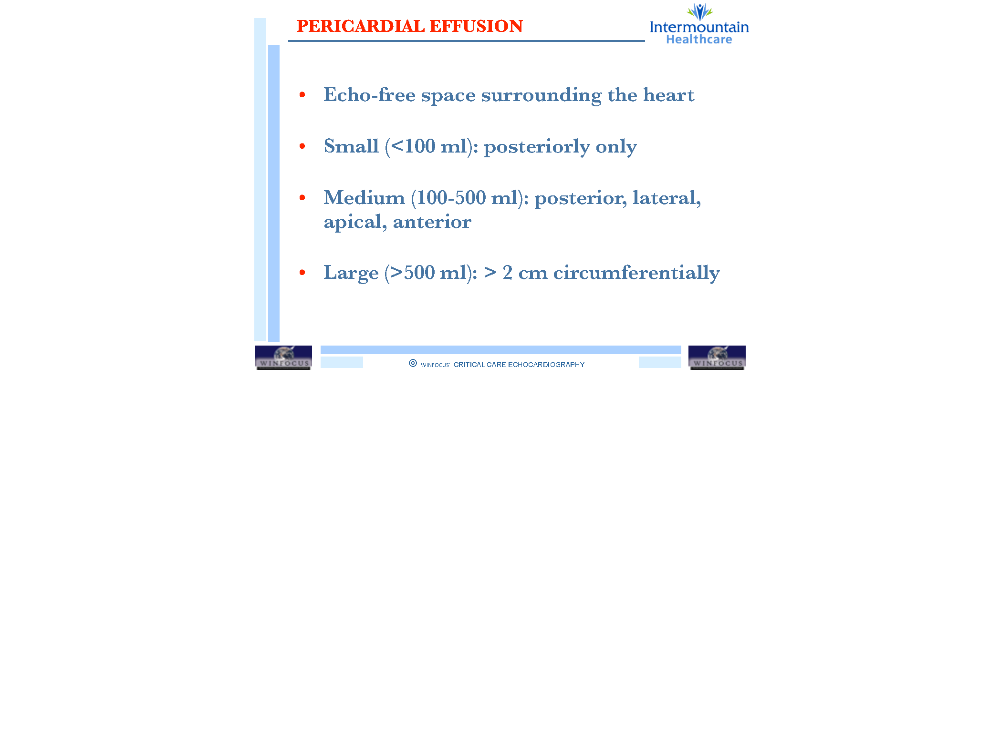 PERICARDIAL EFFUSION
Intermountain
Healthcare
• Echo-free space surrounding the heart
• Small (<100 ml): posteriorly only
• Medium (100-500 ml): posterior, lateral,
apical, anterior
• Large (>500 ml): > 2 cm circumferentially
WINFOCUS
© WINFOCUS' CRITICAL CARE ECHOCARDIOGRAPHY
WINFOCUS